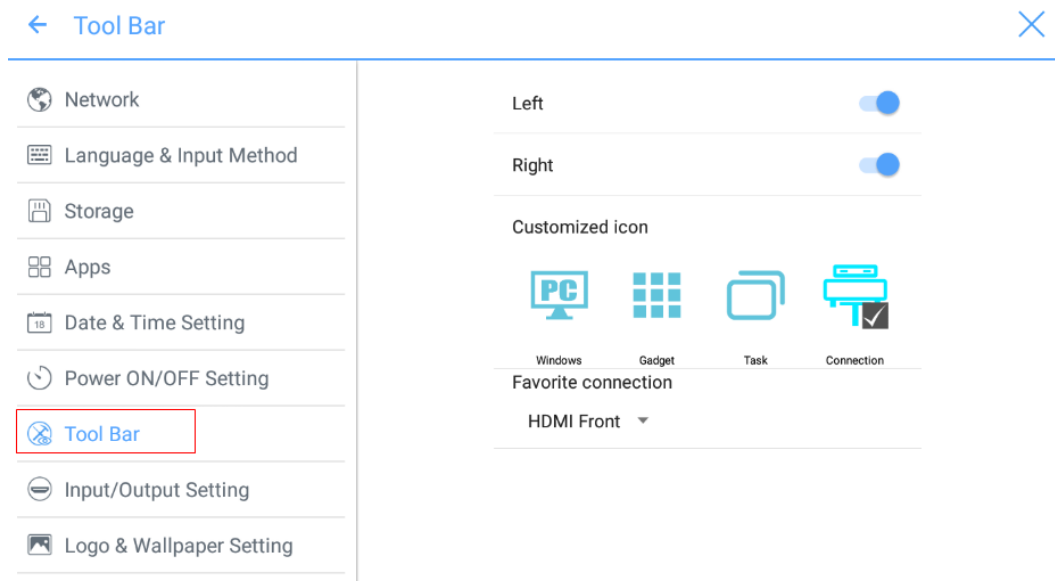 Tool Bar
Network
Language & Input Method
Storage
Apps
18
Date & Time Setting
Power ON/OFF Setting
Tool Bar
Input/Output Setting
Logo & Wallpaper Setting
Left
Right
Customized icon
PC
Windows
Gadget
Task
Connection
Favorite connection
HDMI Front